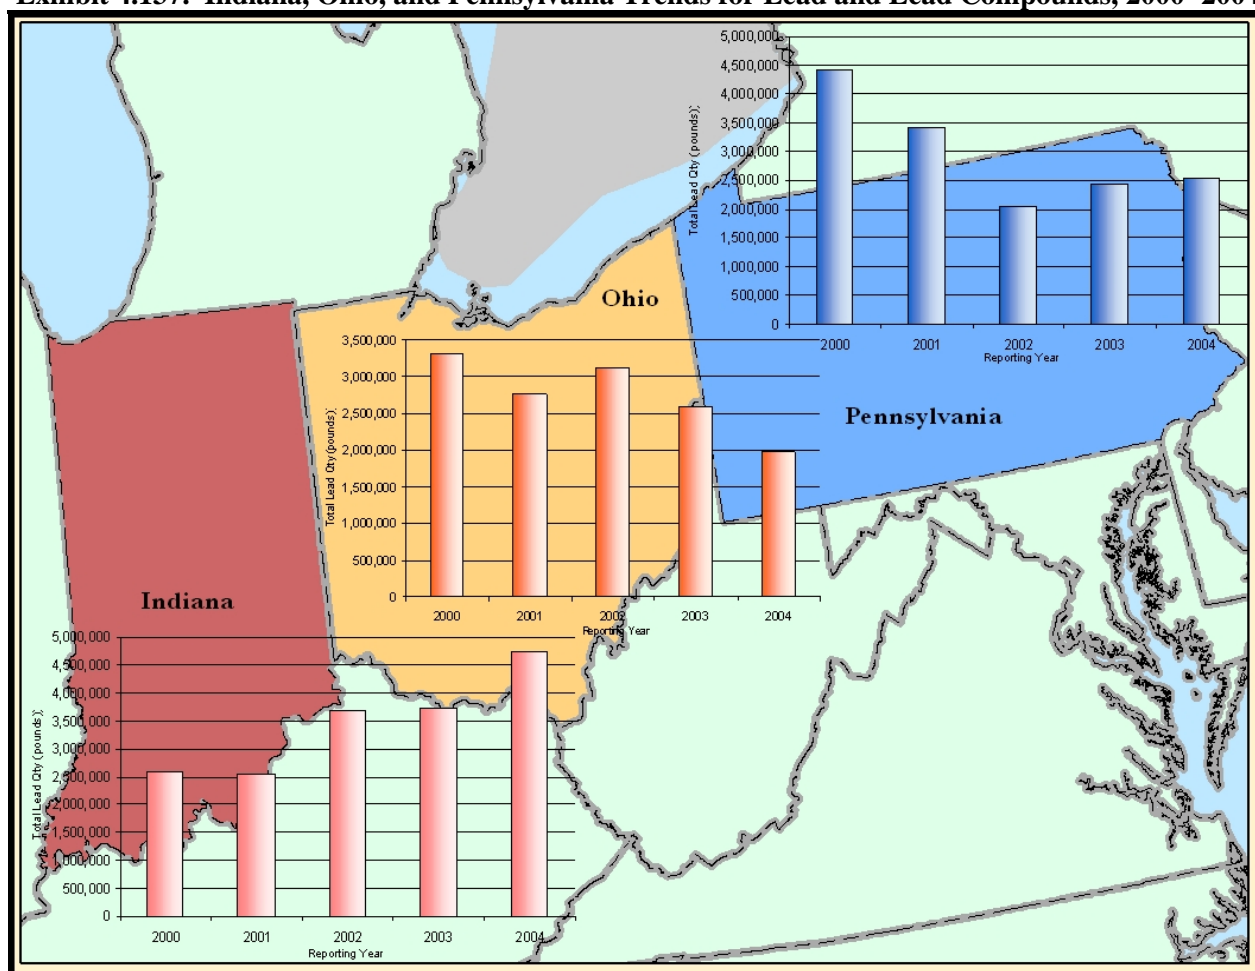 Exhibit 4.157. Indiana, Ohio, and Pennsylvania Trends for Lead and Lead Compounds, 2000–2004
5,000,000
4,500,000
4,000,000
3,500,000
3,000,000
2,500,000
2,000,000
1,500,000
1,000,000
500,000
0
Total Lead Qty (pounds)
2000 2001 2002 2003 2004
Reporting Year
Ohio
3,500,000
3,000,000
2,500,000
2,000,000
1,500,000
1,000,000
500,000
0
Total Lead Qty (pounds)
2000 2001 2002 2003 2004
Reporting Year
Pennsylvania
Indiana
5,000,000
4,500,000
4,000,000
3,500,000
3,000,000
2,500,000
2,000,000
1,500,000
1,000,000
500,000
0
Total Lead Qty (pounds)
2000 2001 2002 2003 2004
Reporting Year